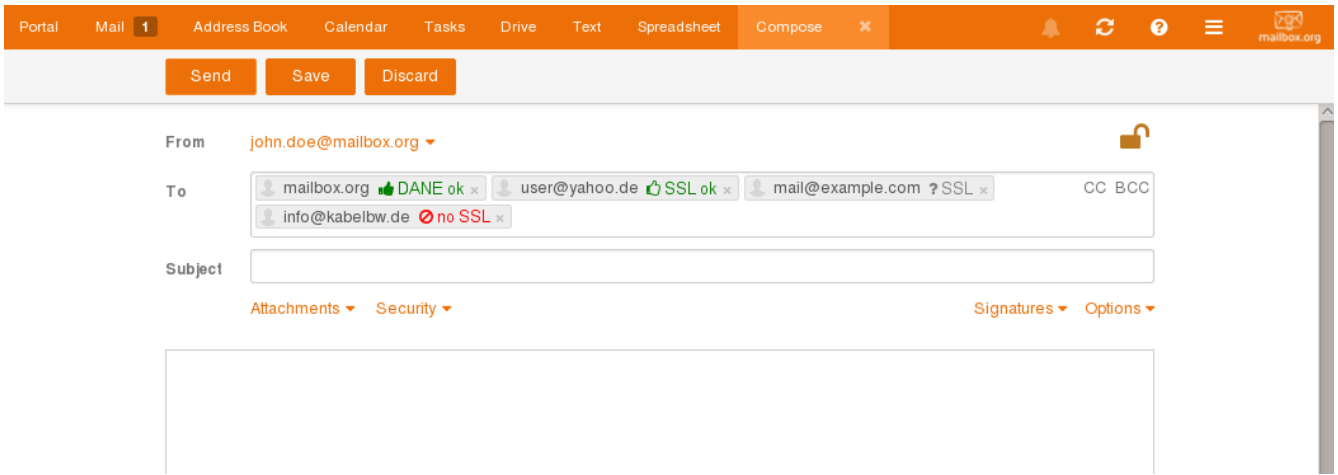 Portal Mail 1 Address Book Calendar Tasks Drive Text Spreadsheet Compose
mailbox.org
Send Save Discard
From john.doe@mailbox.org
To mailbox.org DANE ok × user@yahoo.de SSL ok × mail@example.com ? SSL × CC BCC
info@kabelbw.de no SSL ×
Subject
Attachments Security Signatures Options